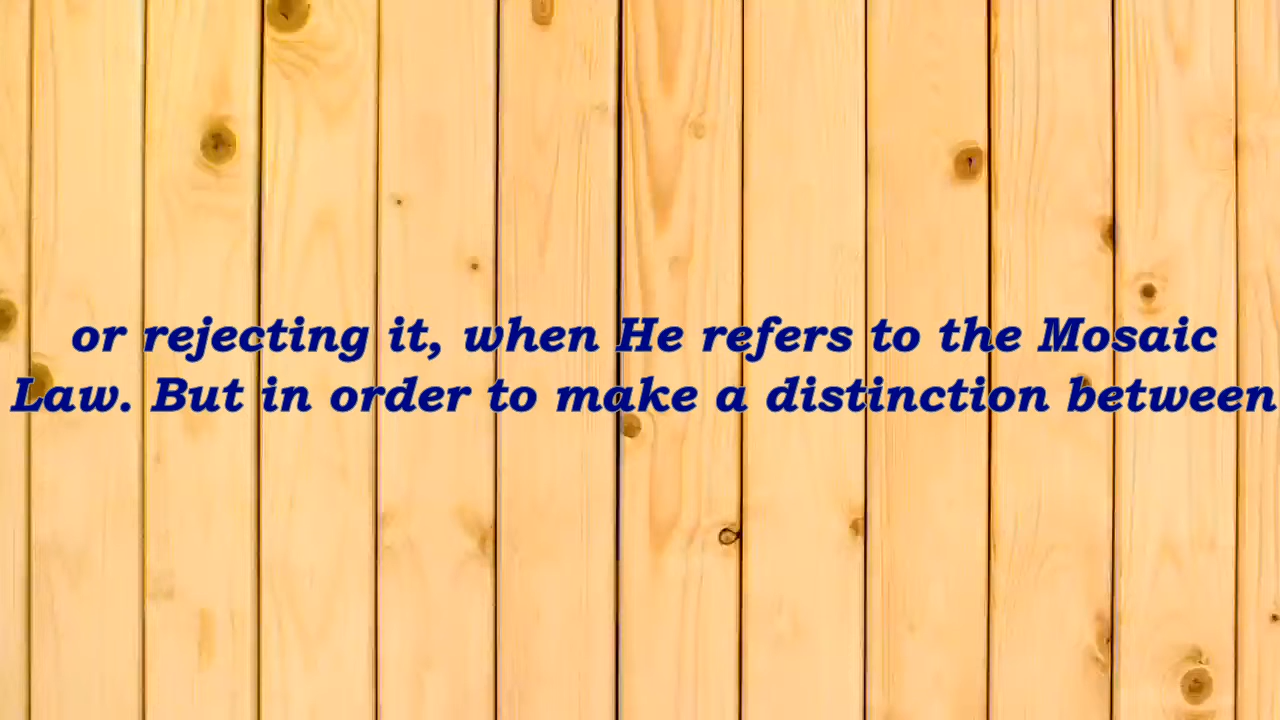 or rejecting it, when He refers to the Mosaic
Law. But in order to make a distinction between